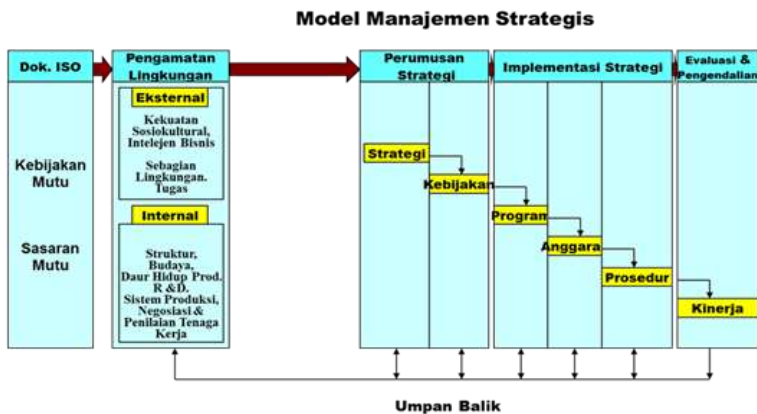 Model Manajemen Strategis
Dok. ISO
Pengamatan
Lingkungan
Perumusan
Strategi
Implementasi Strategi
Evaluasi &
Pengendalian
Kebijakan
Mutu
Sasaran
Mutu
Eksternal
Kekuatan
Sosiokultural,
Intelejen Bisnis
Sebagian
Lingkungan.
Tugas
Internal
Struktur,
Budaya,
Daur Hidup Prod.
R &D.
Sistem Produksi,
Negosiasi &
Penilaian Tenaga
Kerja
Strategi
Kebijakan
Program
Anggara
Prosedur
Kinerja
Umpan Balik